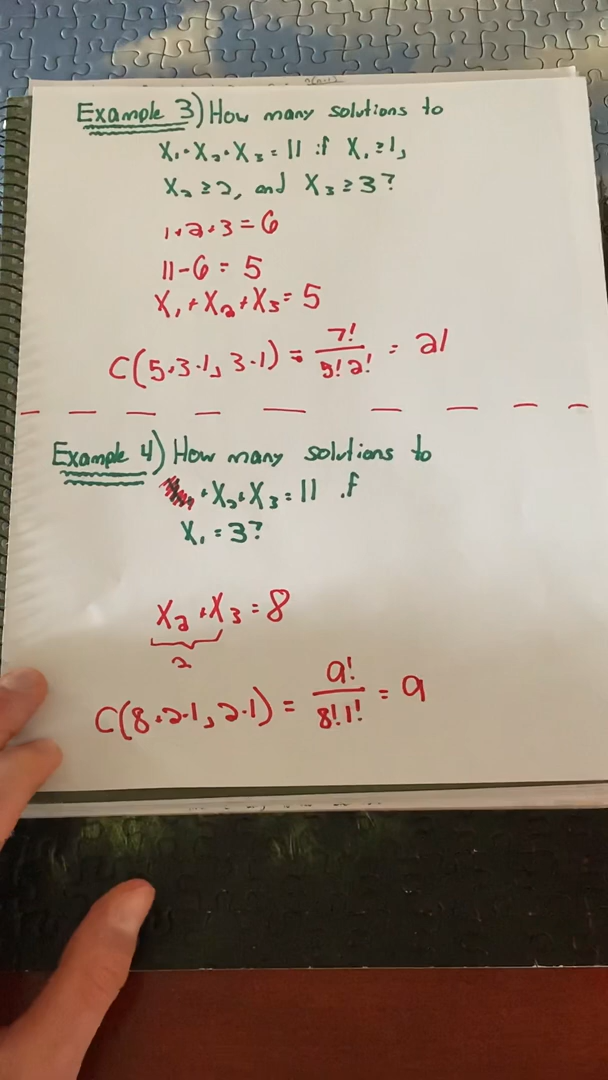 Example 3) How many solutions to
X₁+X₂+X₃=11 if X₁≥1,
X₂≥2, and X₃≥3?
1+2+3=6
11-6=5
X₁+X₂+X₃=5
C(5+3-1, 3-1) = 7!/5!2! = 21
Example 4) How many solutions to
+X₂+X₃=11 if
X₁=3?
X₂+X₃=8
2
C(8+2-1, 2-1) = 9!/8!1! = 9